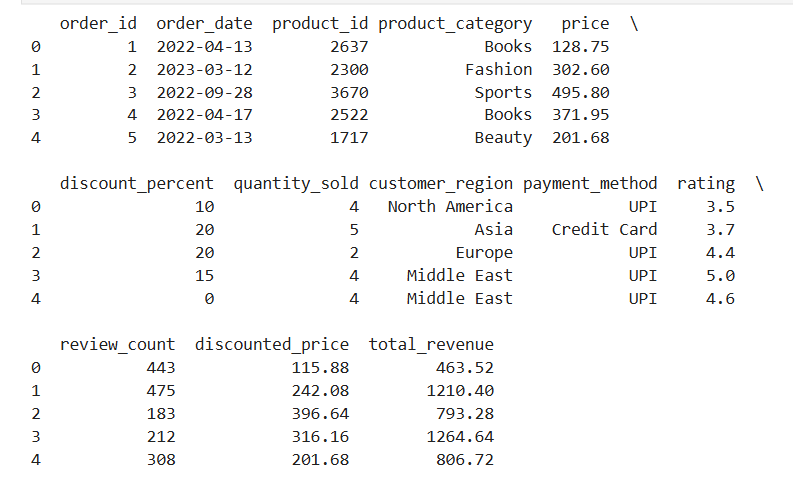 order_id order_date product_id product_category price \
0 1 2022-04-13 2637 Books 128.75
1 2 2023-03-12 2300 Fashion 302.60
2 3 2022-09-28 3670 Sports 495.80
3 4 2022-04-17 2522 Books 371.95
4 5 2022-03-13 1717 Beauty 201.68
discount_percent quantity_sold customer_region payment_method rating \
0 10 4 North America UPI 3.5
1 20 5 Asia Credit Card 3.7
2 20 2 Europe UPI 4.4
3 15 4 Middle East UPI 5.0
4 0 4 Middle East UPI 4.6
review_count discounted_price total_revenue
0 443 115.88 463.52
1 475 242.08 1210.40
2 183 396.64 793.28
3 212 316.16 1264.64
4 308 201.68 806.72